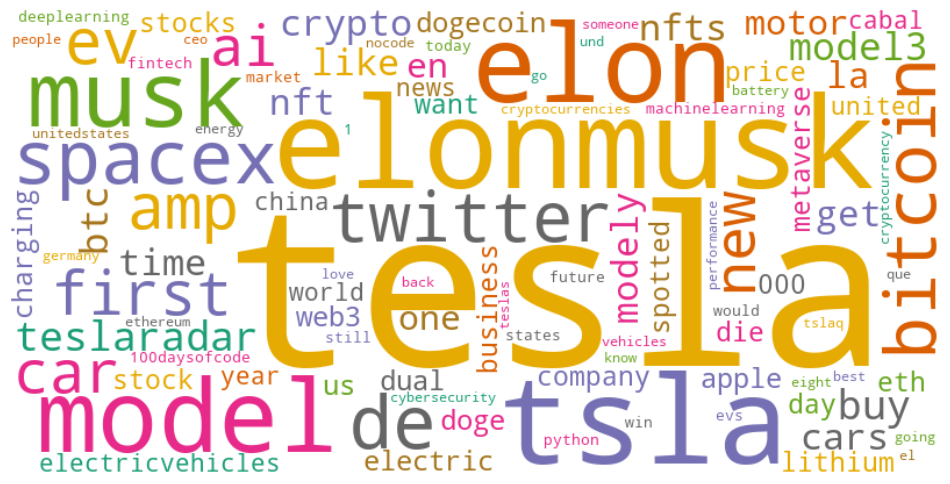 deeplearning
stocks
crypto
dogecoin
someone
nfts
motor
cabal
people
ev
ceo
ai
nocode
today
und
elon
model3
fintech
like
en
go
price
la
musk
market
news
battery
nft
want
cryptocurrencies
machinelearning
united
bitcoin
unitedstates
energy
1
elonmusk
metaverse
cryptocurrency
spacex
charging
btc
amp
china
twitter
modely
spotted
new
get
germany
time
tesla
performance
first
love
back
world
business
teslas
future
000
que
ethereum
web3
one
would
teslaradar
still
states
die
tslaq
100daysofcode
vehicles
know
car
stock
year
us
dual
company
apple
eight
best
eth
model
cybersecurity
de
doge
tsla
evs
day
buy
python
win
cars
going
electricvehicles
electric
lithium
el